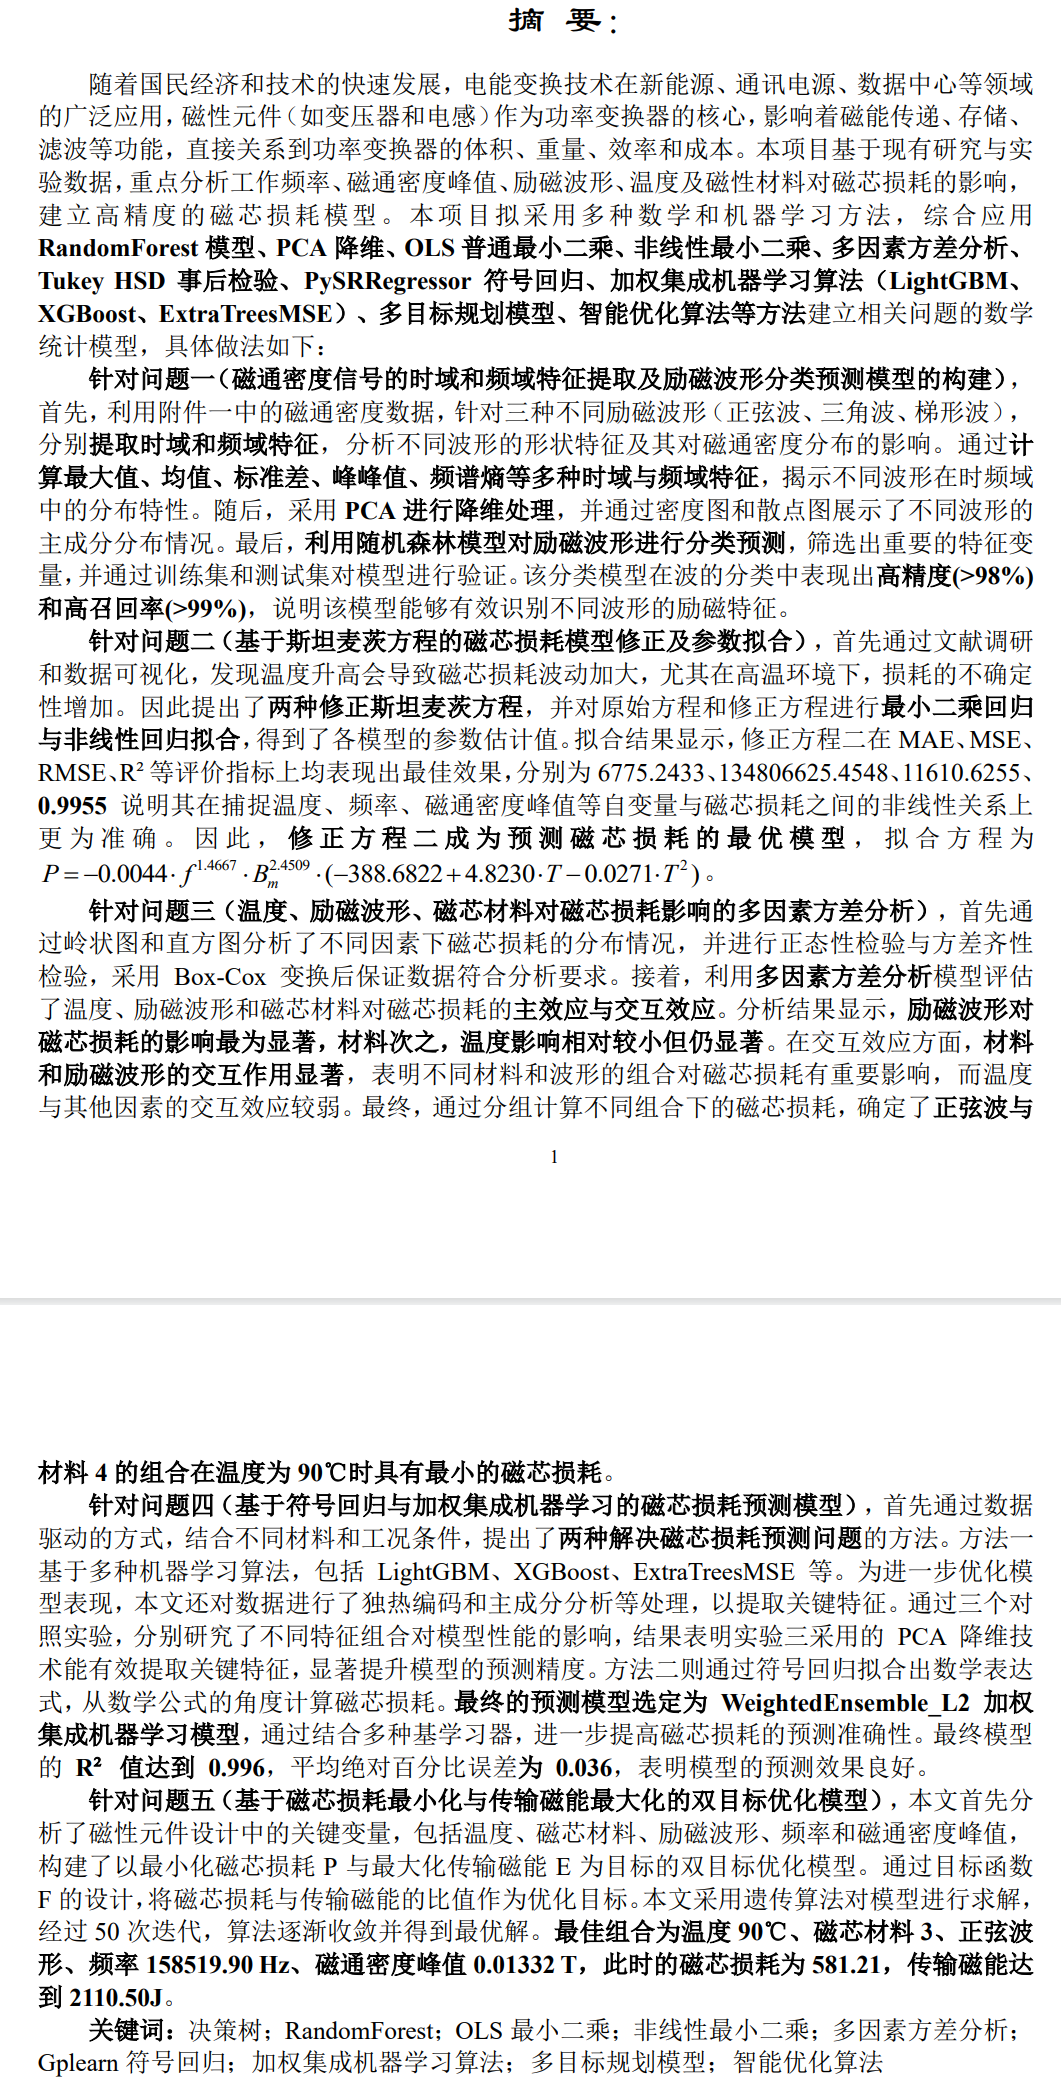 摘 要：
随着国民经济和技术的快速发展，电能变换技术在新能源、通讯电源、数据中心等领域
的广泛应用，磁性元件（如变压器和电感）作为功率变换器的核心，影响着磁能传递、存储、
滤波等功能，直接关系到功率变换器的体积、重量、效率和成本。本项目基于现有研究与实
验数据，重点分析工作频率、磁通密度峰值、励磁波形、温度及磁性材料对磁芯损耗的影响，
建立高精度的磁芯损耗模型。本项目拟采用多种数学和机器学习方法，综合应用
RandomForest 模型、PCA 降维、OLS 普通最小二乘、非线性最小二乘、多因素方差分析、
Tukey HSD 事后检验、PySRRegressor 符号回归、加权集成机器学习算法（LightGBM、
XGBoost、ExtraTreesMSE）、多目标规划模型、智能优化算法等方法建立相关问题的数学
统计模型，具体做法如下：
针对问题一（磁通密度信号的时域和频域特征提取及励磁波形分类预测模型的构建），
首先，利用附件一中的磁通密度数据，针对三种不同励磁波形（正弦波、三角波、梯形波），
分别提取时域和频域特征，分析不同波形的形状特征及其对磁通密度分布的影响。通过计
算最大值、均值、标准差、峰峰值、频谱熵等多种时域与频域特征，揭示不同波形在时频域
中的分布特性。随后，采用 PCA 进行降维处理，并通过密度图和散点图展示了不同波形的
主成分分布情况。最后，利用随机森林模型对励磁波形进行分类预测，筛选出重要的特征变
量，并通过训练集和测试集对模型进行验证。该分类模型在波的分类中表现出高精度(>98%)
和高召回率(>99%)，说明该模型能够有效识别不同波形的励磁特征。
针对问题二（基于斯坦麦茨方程的磁芯损耗模型修正及参数拟合），首先通过文献调研
和数据可视化，发现温度升高会导致磁芯损耗波动加大，尤其在高温环境下，损耗的不确定
性增加。因此提出了两种修正斯坦麦茨方程，并对原始方程和修正方程进行最小二乘回归
与非线性回归拟合，得到了各模型的参数估计值。拟合结果显示，修正方程二在 MAE、MSE、
RMSE、R² 等评价指标上均表现出最佳效果，分别为 6775.2433、134806625.4548、11610.6255、
0.9955 说明其在捕捉温度、频率、磁通密度峰值等自变量与磁芯损耗之间的非线性关系上
更为准确。因此，修正方程二成为预测磁芯损耗的最优模型，拟合方程为
$P=-0.0044\cdot f^{1.4667}\cdot B_m^{2.4509}\cdot(-388.6822+4.8230\cdot T-0.0271\cdot T^2)$。
针对问题三（温度、励磁波形、磁芯材料对磁芯损耗影响的多因素方差分析），首先通
过岭状图和直方图分析了不同因素下磁芯损耗的分布情况，并进行正态性检验与方差齐性
检验，采用 Box-Cox 变换后保证数据符合分析要求。接着，利用多因素方差分析模型评估
了温度、励磁波形和磁芯材料对磁芯损耗的主效应与交互效应。分析结果显示，励磁波形对
磁芯损耗的影响最为显著，材料次之，温度影响相对较小但仍显著。在交互效应方面，材料
和励磁波形的交互作用显著，表明不同材料和波形的组合对磁芯损耗有重要影响，而温度
与其他因素的交互效应较弱。最终，通过分组计算不同组合下的磁芯损耗，确定了正弦波与
1
材料 4 的组合在温度为 90℃时具有最小的磁芯损耗。
针对问题四（基于符号回归与加权集成机器学习的磁芯损耗预测模型），首先通过数据
驱动的方式，结合不同材料和工况条件，提出了两种解决磁芯损耗预测问题的方法。方法一
基于多种机器学习算法，包括 LightGBM、XGBoost、ExtraTreesMSE 等。为进一步优化模
型表现，本文还对数据进行了独热编码和主成分分析等处理，以提取关键特征。通过三个对
照实验，分别研究了不同特征组合对模型性能的影响，结果表明实验三采用的 PCA 降维技
术能有效提取关键特征，显著提升模型的预测精度。方法二则通过符号回归拟合出数学表达
式，从数学公式的角度计算磁芯损耗。最终的预测模型选定为 WeightedEnsemble_L2 加权
集成机器学习模型，通过结合多种基学习器，进一步提高磁芯损耗的预测准确性。最终模型
的 R² 值达到 0.996，平均绝对百分比误差为 0.036，表明模型的预测效果良好。
针对问题五（基于磁芯损耗最小化与传输磁能最大化的双目标优化模型），本文首先分
析了磁性元件设计中的关键变量，包括温度、磁芯材料、励磁波形、频率和磁通密度峰值，
构建了以最小化磁芯损耗 P 与最大化传输磁能 E 为目标的双目标优化模型。通过目标函数
F 的设计，将磁芯损耗与传输磁能的比值作为优化目标。本文采用遗传算法对模型进行求解，
经过 50 次迭代，算法逐渐收敛并得到最优解。最佳组合为温度 90℃、磁芯材料 3、正弦波
形、频率 158519.90 Hz、磁通密度峰值 0.01332 T，此时的磁芯损耗为 581.21，传输磁能达
到 2110.50J。
关键词：决策树；RandomForest；OLS 最小二乘；非线性最小二乘；多因素方差分析；
Gplearn 符号回归；加权集成机器学习算法；多目标规划模型；智能优化算法